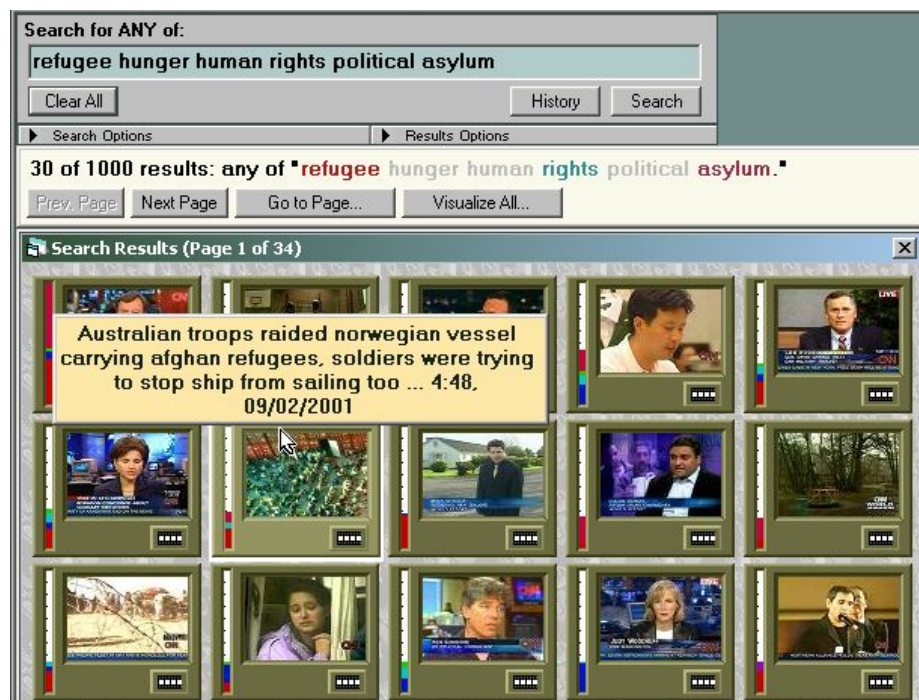 Search for ANY of:
refugee hunger human rights political asylum
Clear All
History
Search
Search Options
Results Options
30 of 1000 results: any of "refugee hunger human rights political asylum."
Prev. Page
Next Page
Go to Page...
Visualize All...
Search Results (Page 1 of 34)
Australian troops raided norwegian vessel
carrying afghan refugees, soldiers were trying
to stop ship from sailing too ... 4:48,
09/02/2001
LIVE
CNN
LIVE